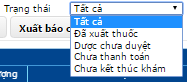 Trạng thái Tất cả
Xuất báo c
Tất cả
Đã xuất thuốc
Dược chưa duyệt
Chưa thanh toán
Chưa kết thúc khám
ượng